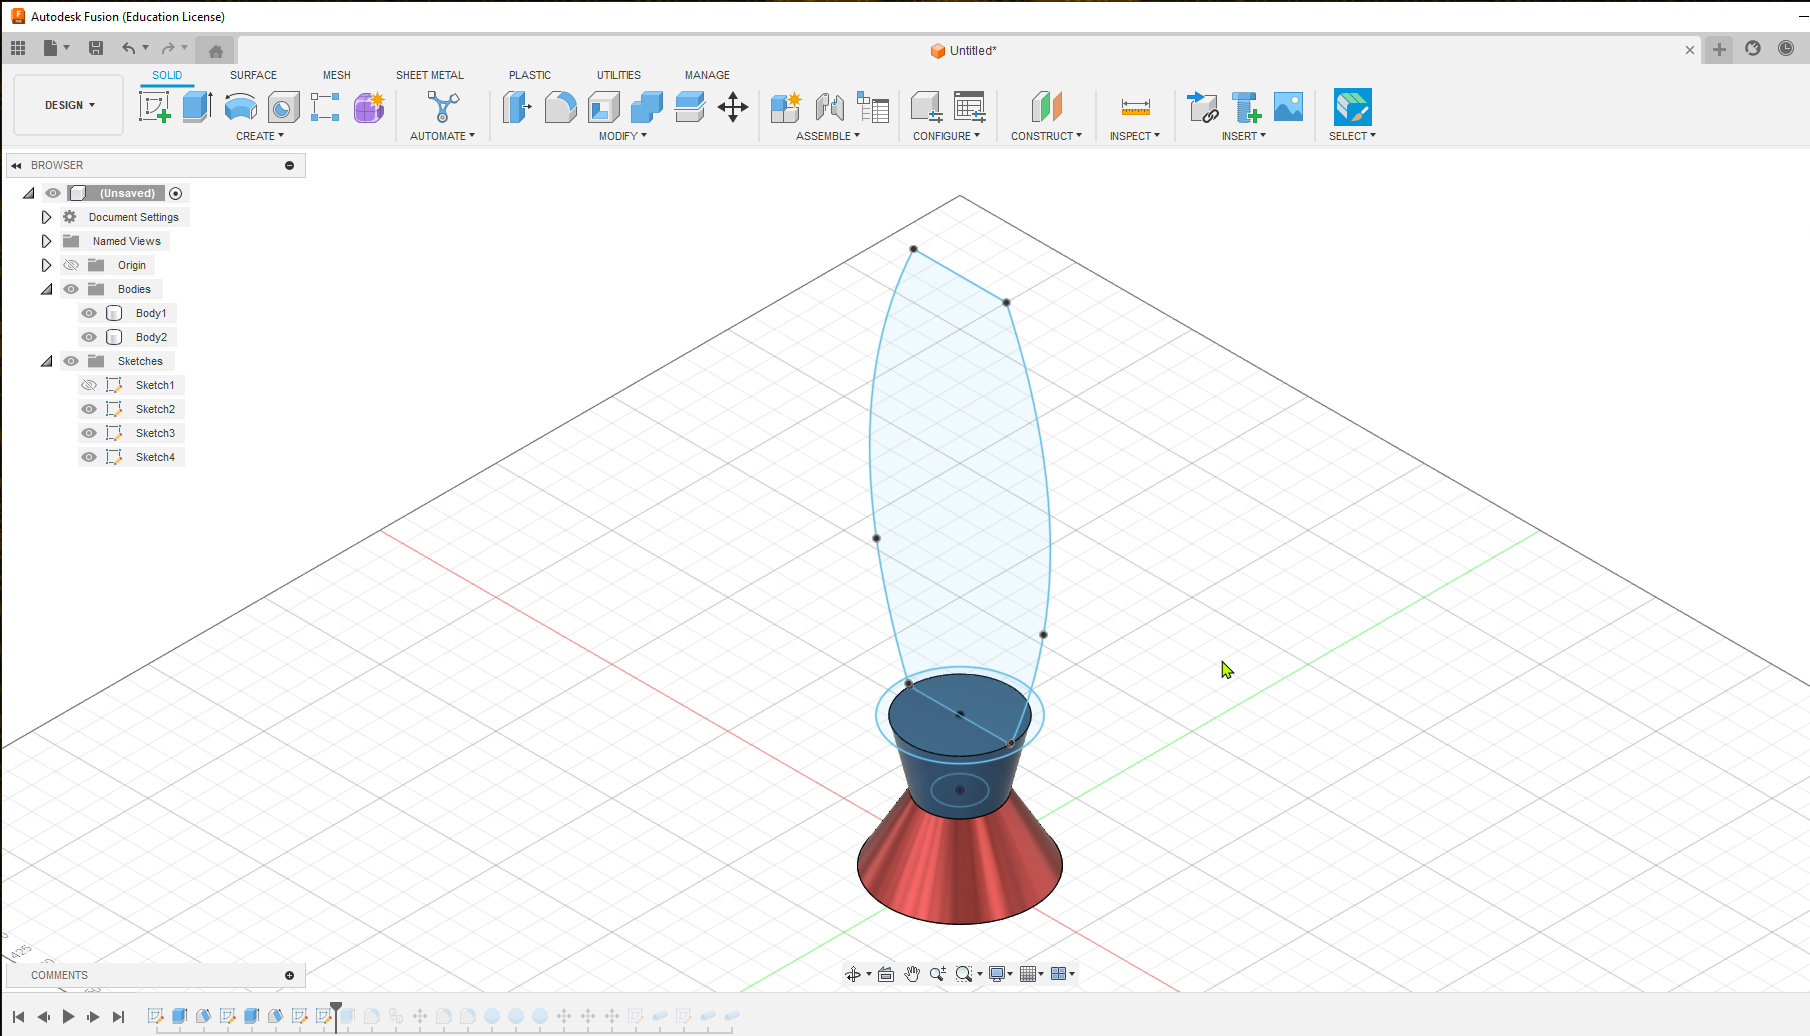 Autodesk Fusion (Education License)
Untitled*
SOLID SURFACE MESH SHEET METAL PLASTIC UTILITIES MANAGE
DESIGN
CREATE AUTOMATE MODIFY ASSEMBLE CONFIGURE CONSTRUCT INSPECT INSERT SELECT
BROWSER
(Unsaved)
Document Settings
Named Views
Origin
Bodies
Body1
Body2
Sketches
Sketch1
Sketch2
Sketch3
Sketch4
425
COMMENTS